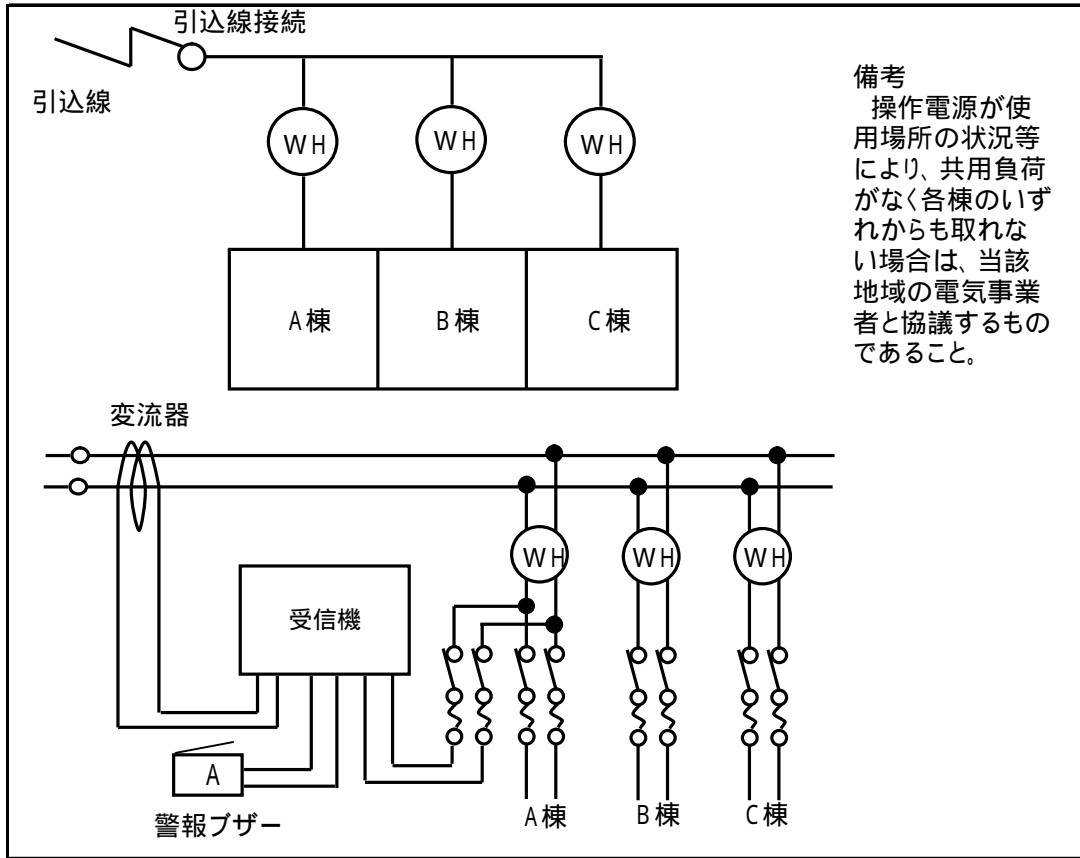 引込線接続
引込線
WH
WH
WH
A棟
B棟
C棟
備考
操作電源が使
用場所の状況等
により、共用負荷
がなく各棟のいず
れからも取れな
い場合は、当該
地域の電気事業
者と協議するもの
であること。
変流器
WH
WH
WH
受信機
A
警報ブザー
A棟
B棟
C棟